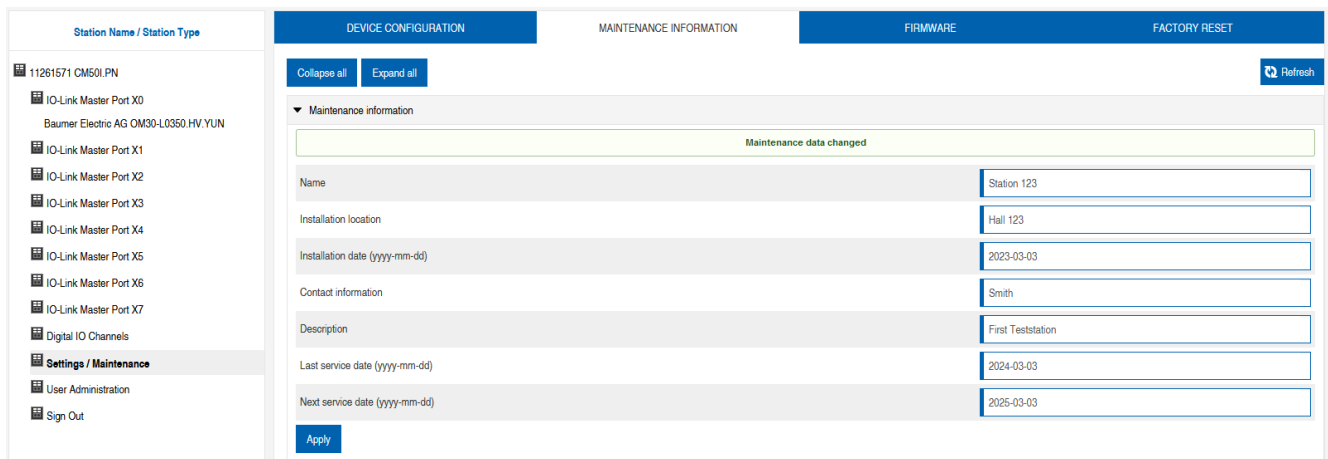 Station Name / Station Type
11261571 CM50I.PN
IO-Link Master Port X0
Baumer Electric AG OM30-L0350.HV.YUN
IO-Link Master Port X1
IO-Link Master Port X2
IO-Link Master Port X3
IO-Link Master Port X4
IO-Link Master Port X5
IO-Link Master Port X6
IO-Link Master Port X7
Digital IO Channels
Settings / Maintenance
User Administration
Sign Out
DEVICE CONFIGURATION MAINTENANCE INFORMATION FIRMWARE FACTORY RESET
Collapse all Expand all Refresh
Maintenance information
Maintenance data changed
Name Station 123
Installation location Hall 123
Installation date (yyyy-mm-dd) 2023-03-03
Contact information Smith
Description First Teststation
Last service date (yyyy-mm-dd) 2024-03-03
Next service date (yyyy-mm-dd) 2025-03-03
Apply